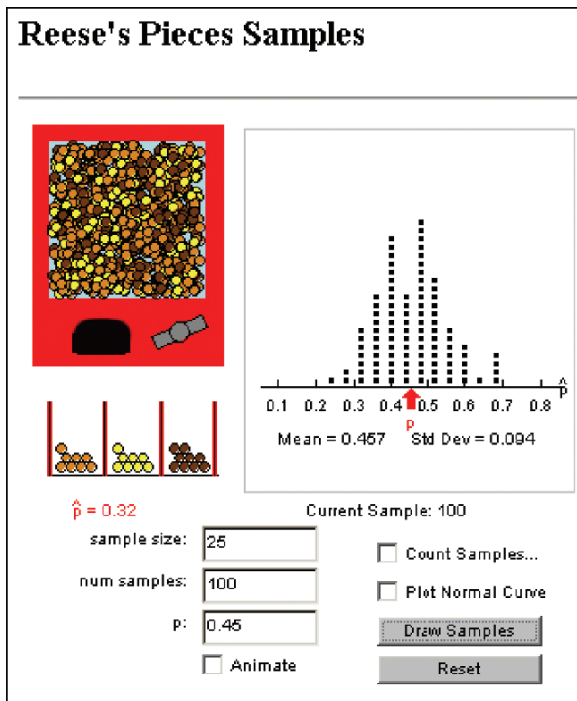 Reese's Pieces Samples
p̂
0.1 0.2 0.3 0.4 0.5 0.6 0.7 0.8
p
Mean = 0.457 Std Dev = 0.094
p̂ = 0.32
Current Sample: 100
sample size: 25
Count Samples...
num samples: 100
Plot Normal Curve
p: 0.45
Draw Samples
Animate
Reset